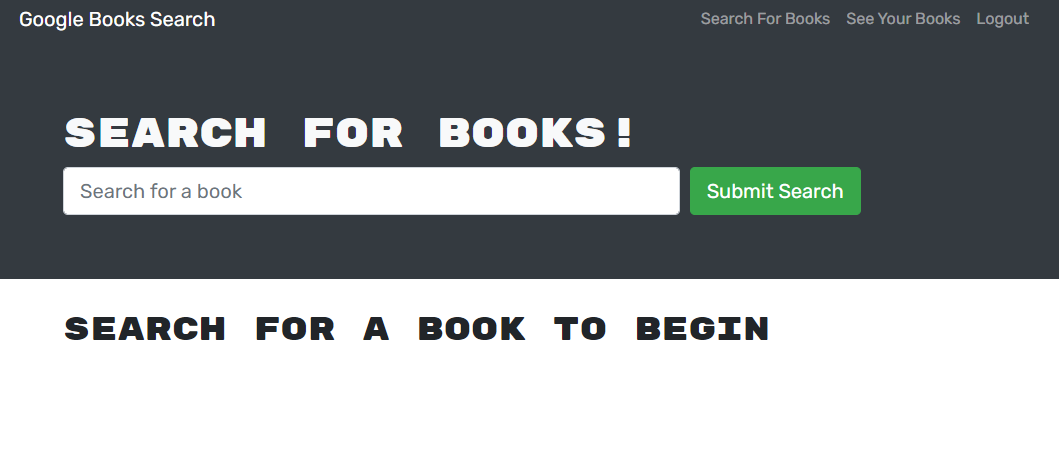 Google Books Search
Search For Books
See Your Books
Logout
SEARCH FOR BOOKS!
Search for a book
Submit Search
SEARCH FOR A BOOK TO BEGIN